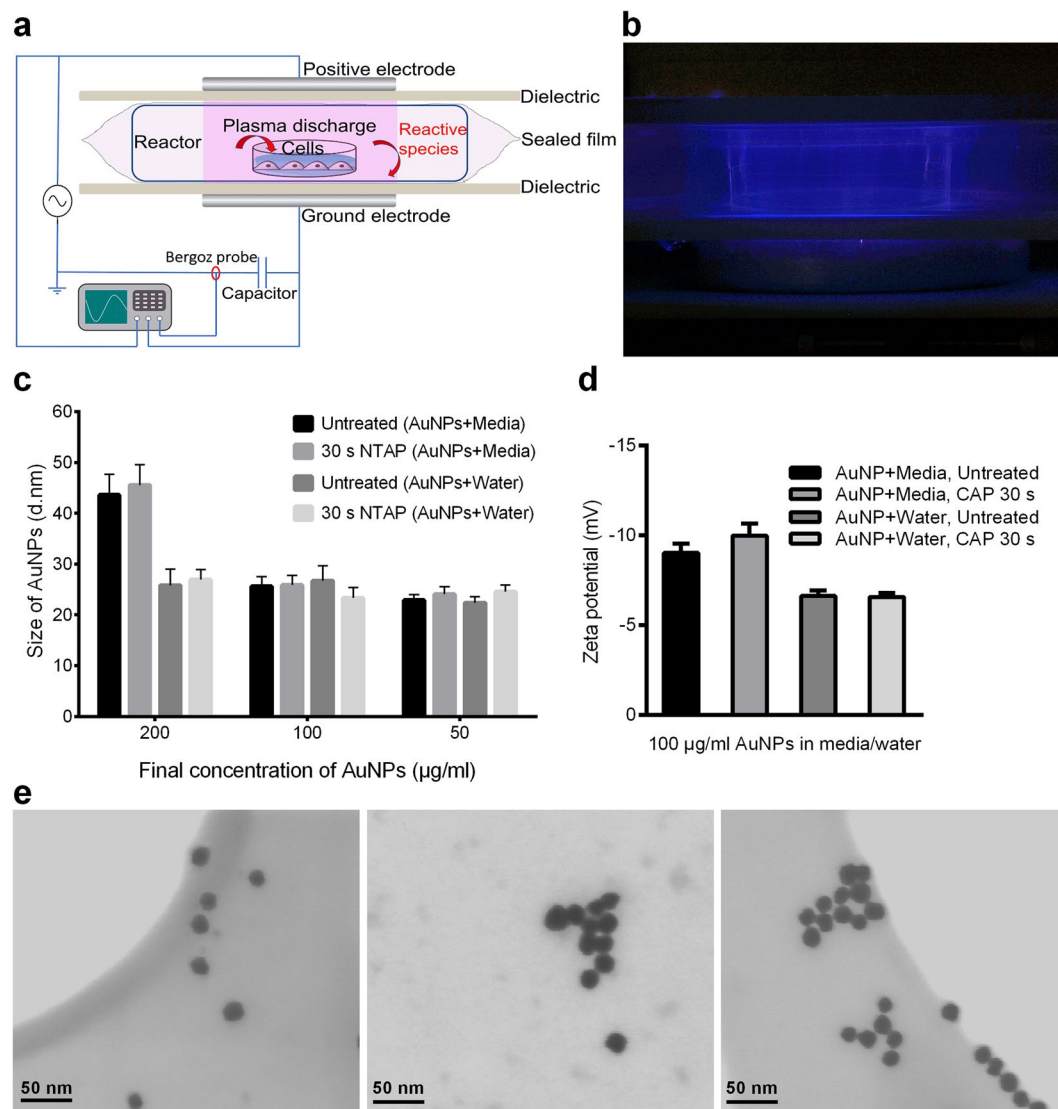 a
Positive electrode
Dielectric
Plasma discharge
Cells
Reactor
Reactive
species
Sealed film
Dielectric
Ground electrode
Bergoz probe
Capacitor
b
c
60
50
40
30
20
10
0
Size of AuNPs (d.nm)
Untreated (AuNPs+Media)
30 s NTAP (AuNPs+Media)
Untreated (AuNPs+Water)
30 s NTAP (AuNPs+Water)
200
100
50
Final concentration of AuNPs (µg/ml)
d
-15
-10
-5
-0
Zeta potential (mV)
AuNP+Media, Untreated
AuNP+Media, CAP 30 s
AuNP+Water, Untreated
AuNP+Water, CAP 30 s
100 µg/ml AuNPs in media/water
e
50 nm
50 nm
50 nm